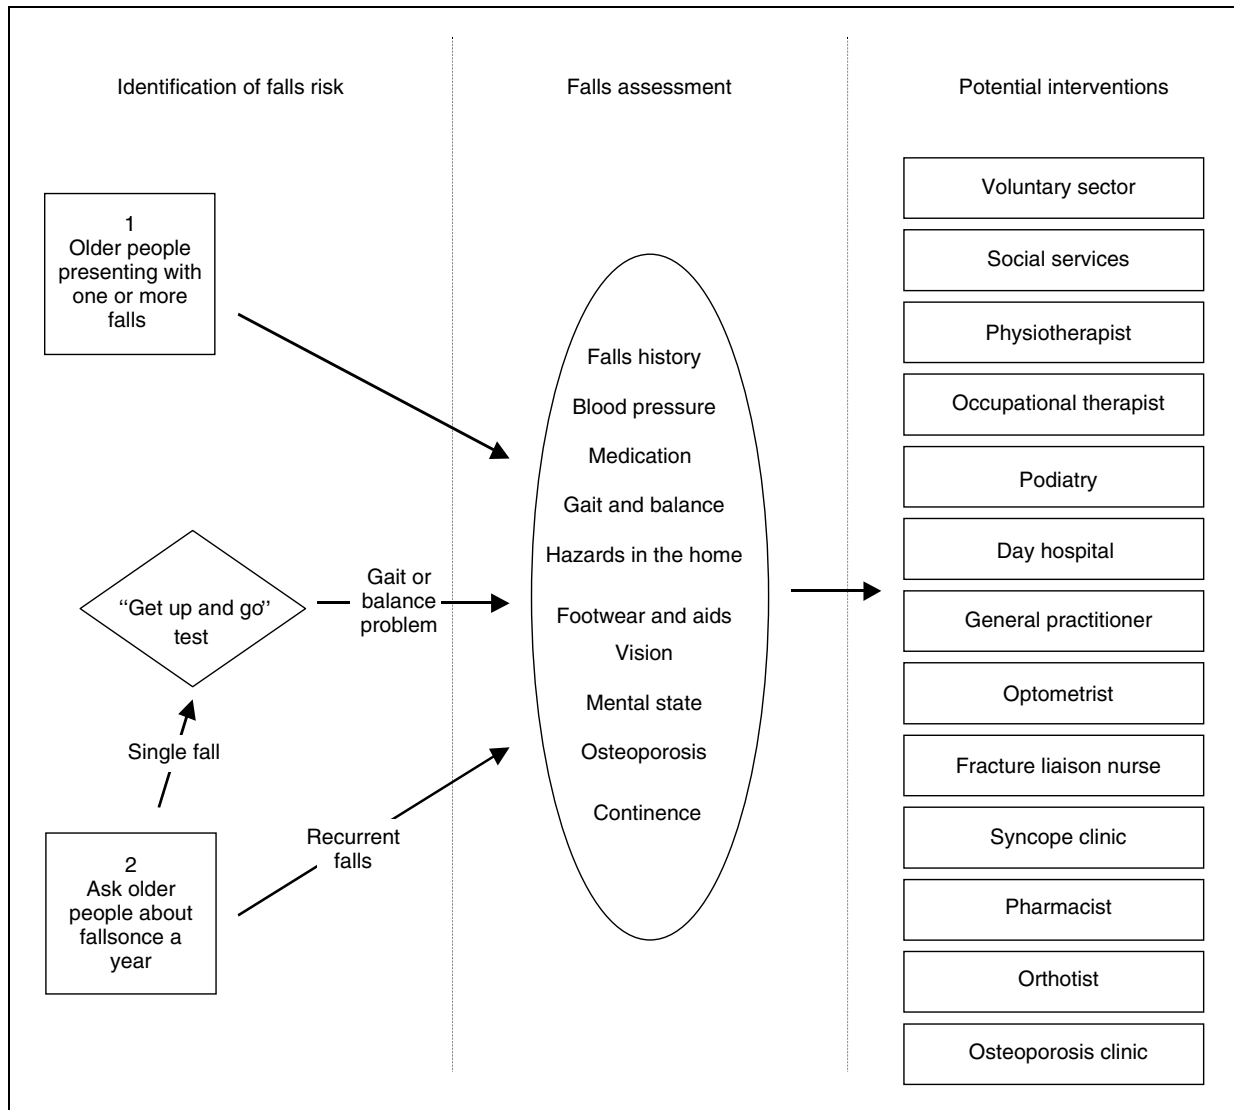 Identification of falls risk
Falls assessment
Potential interventions
1
Older people
presenting with
one or more
falls
“Get up and go”
test
Gait or
balance
problem
Single fall
2
Ask older
people about
fallsonce a
year
Recurrent
falls
Falls history
Blood pressure
Medication
Gait and balance
Hazards in the home
Footwear and aids
Vision
Mental state
Osteoporosis
Continence
Voluntary sector
Social services
Physiotherapist
Occupational therapist
Podiatry
Day hospital
General practitioner
Optometrist
Fracture liaison nurse
Syncope clinic
Pharmacist
Orthotist
Osteoporosis clinic